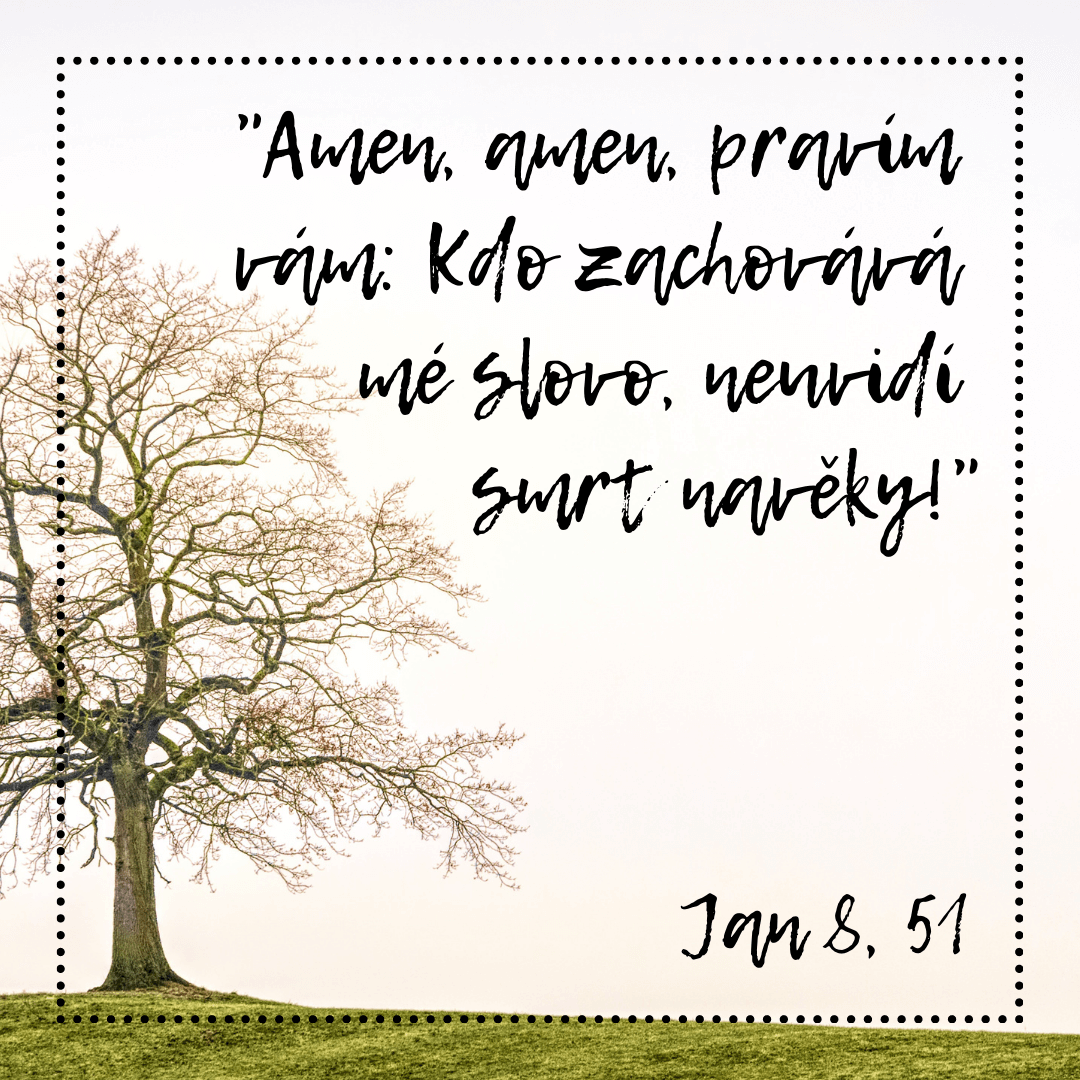 "Amen, amen, pravím
vám: Kdo zachovává
mé slovo, neuvidí
smrt navěky!"
Jan 8, 51